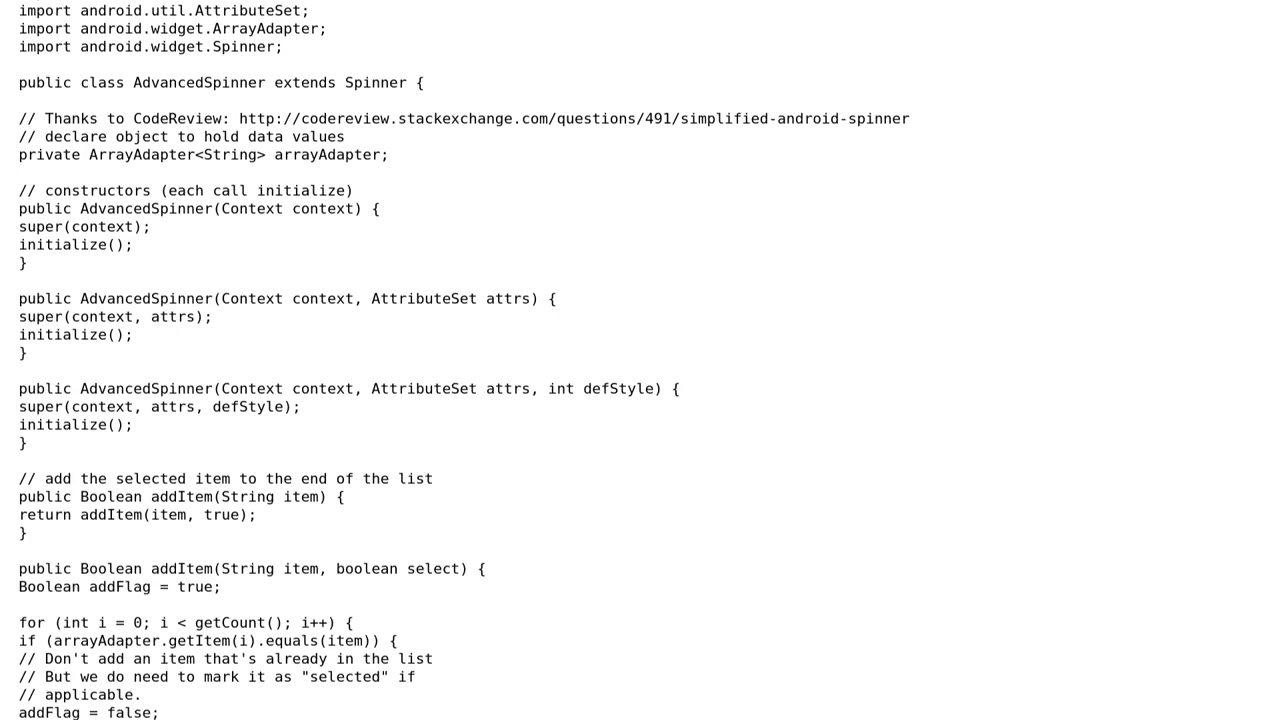 import android.util.AttributeSet;
import android.widget.ArrayAdapter;
import android.widget.Spinner;

public class AdvancedSpinner extends Spinner {

// Thanks to CodeReview: http://codereview.stackexchange.com/questions/491/simplified-android-spinner
// declare object to hold data values
private ArrayAdapter<String> arrayAdapter;

// constructors (each call initialize)
public AdvancedSpinner(Context context) {
super(context);
initialize();
}

public AdvancedSpinner(Context context, AttributeSet attrs) {
super(context, attrs);
initialize();
}

public AdvancedSpinner(Context context, AttributeSet attrs, int defStyle) {
super(context, attrs, defStyle);
initialize();
}

// add the selected item to the end of the list
public Boolean addItem(String item) {
return addItem(item, true);
}

public Boolean addItem(String item, boolean select) {
Boolean addFlag = true;

for (int i = 0; i < getCount(); i++) {
if (arrayAdapter.getItem(i).equals(item)) {
// Don't add an item that's already in the list
// But we do need to mark it as "selected" if
// applicable.
addFlag = false;